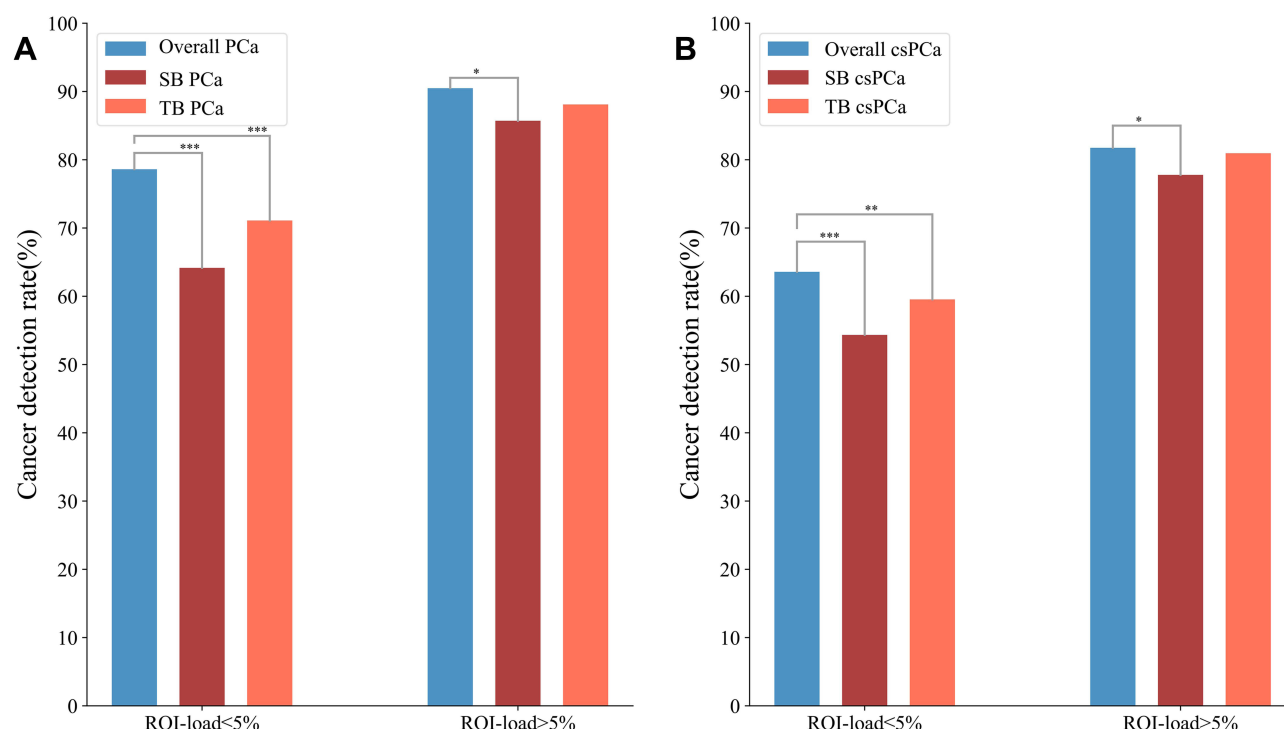 A
Overall PCa
SB PCa
TB PCa
Cancer detection rate(%)
100
90
80
70
60
50
40
30
20
10
0
***
***
*
ROI-load<5%
ROI-load>5%
B
Overall csPCa
SB csPCa
TB csPCa
Cancer detection rate(%)
100
90
80
70
60
50
40
30
20
10
0
**
***
*
ROI-load<5%
ROI-load>5%